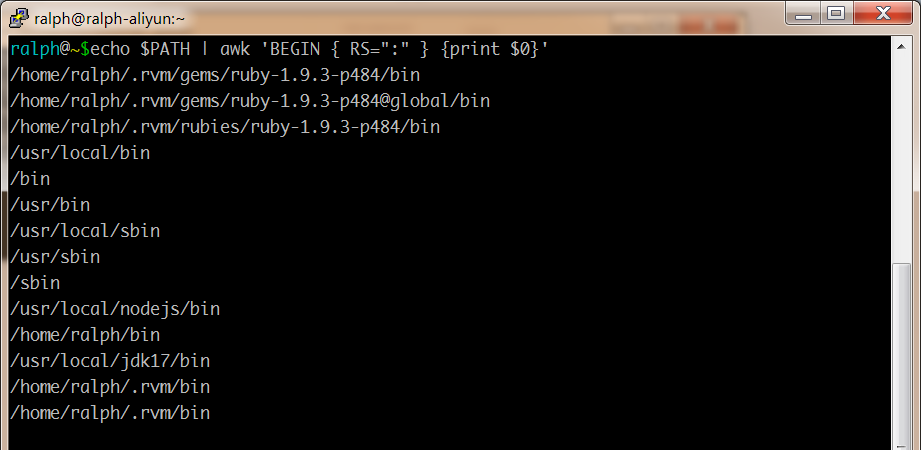 ralph@ralph-aliyun:~
ralph@~$echo $PATH | awk 'BEGIN { RS=":" } {print $0}'
/home/ralph/.rvm/gems/ruby-1.9.3-p484/bin
/home/ralph/.rvm/gems/ruby-1.9.3-p484@global/bin
/home/ralph/.rvm/rubies/ruby-1.9.3-p484/bin
/usr/local/bin
/bin
/usr/bin
/usr/local/sbin
/usr/sbin
/sbin
/usr/local/nodejs/bin
/home/ralph/bin
/usr/local/jdk17/bin
/home/ralph/.rvm/bin
/home/ralph/.rvm/bin